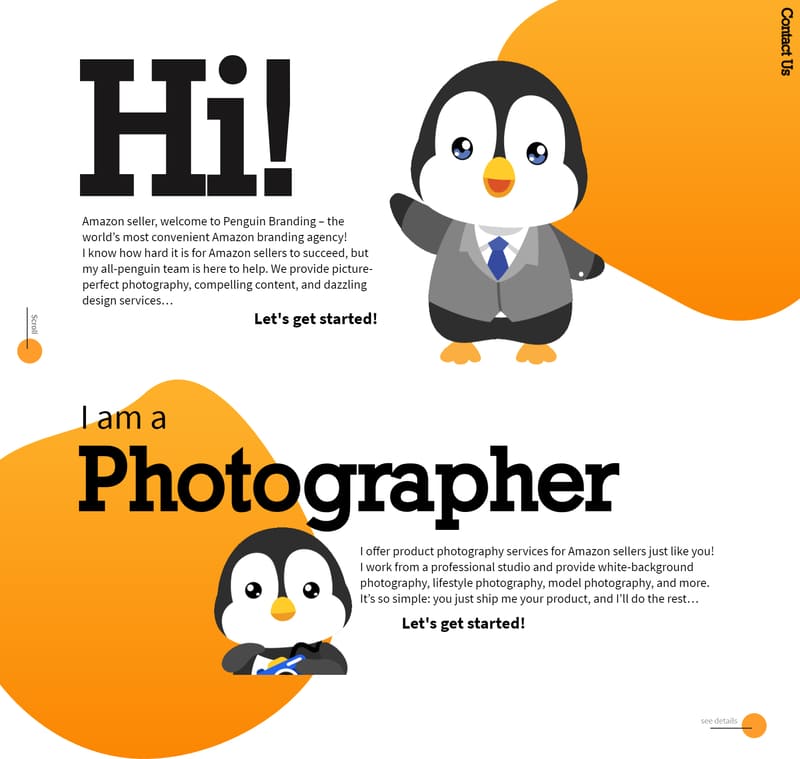 Contact Us
Hi!
Amazon seller, welcome to Penguin Branding – the
world's most convenient Amazon branding agency!
I know how hard it is for Amazon sellers to succeed, but
my all-penguin team is here to help. We provide picture-
perfect photography, compelling content, and dazzling
design services…
Let's get started!
Scroll
I am a
Photographer
I offer product photography services for Amazon sellers just like you!
I work from a professional studio and provide white-background
photography, lifestyle photography, model photography, and more.
It's so simple: you just ship me your product, and I'll do the rest…
Let's get started!
see details